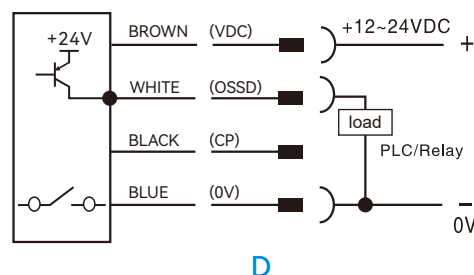 +24V
BROWN (VDC) +12~24VDC +
WHITE (OSSD)
load
BLACK (CP) PLC/Relay
BLUE (0V) −
0V
D